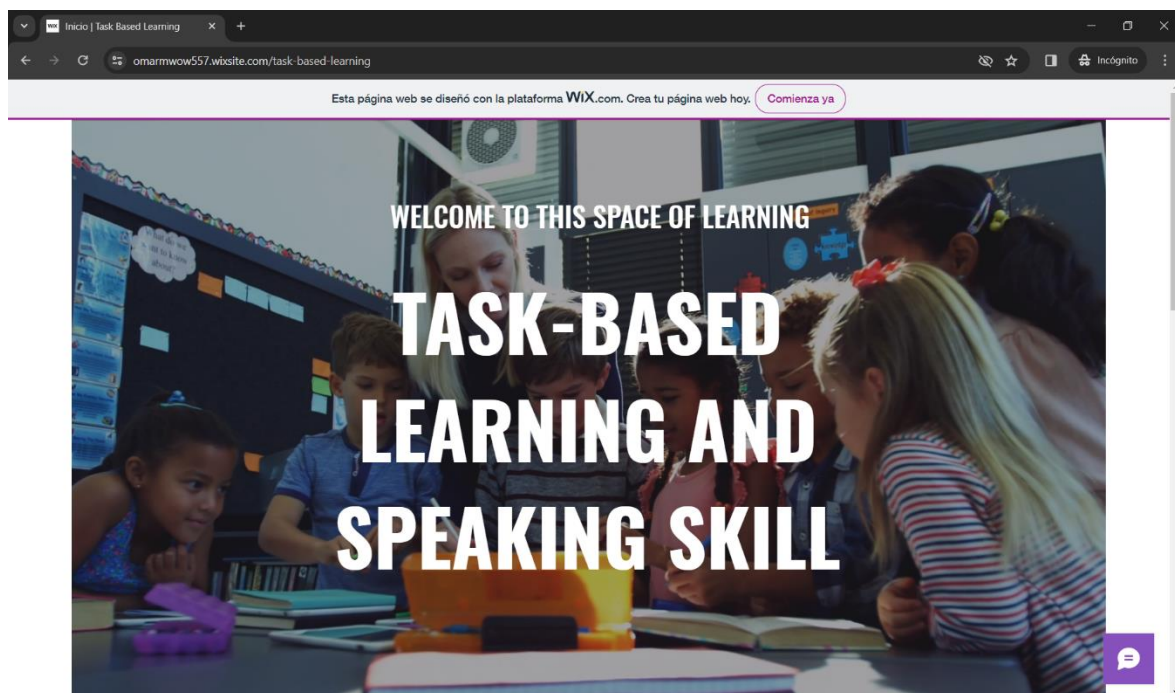 WiX
Inicio | Task Based Learning
omarmwow557.wixsite.com/task-based-learning
Incógnito
Esta página web se diseñó con la plataforma WiX.com. Crea tu página web hoy.
Comienza ya
WELCOME TO THIS SPACE OF LEARNING
TASK-BASED
LEARNING AND
SPEAKING SKILL